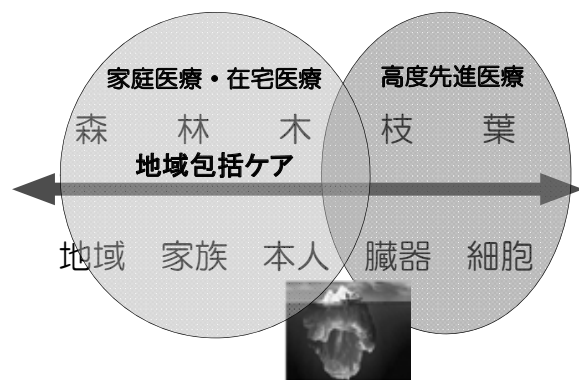 家庭医療・在宅医療 高度先進医療
森 林 木 枝 葉
地域包括ケア
地域 家族 本人 臓器 細胞